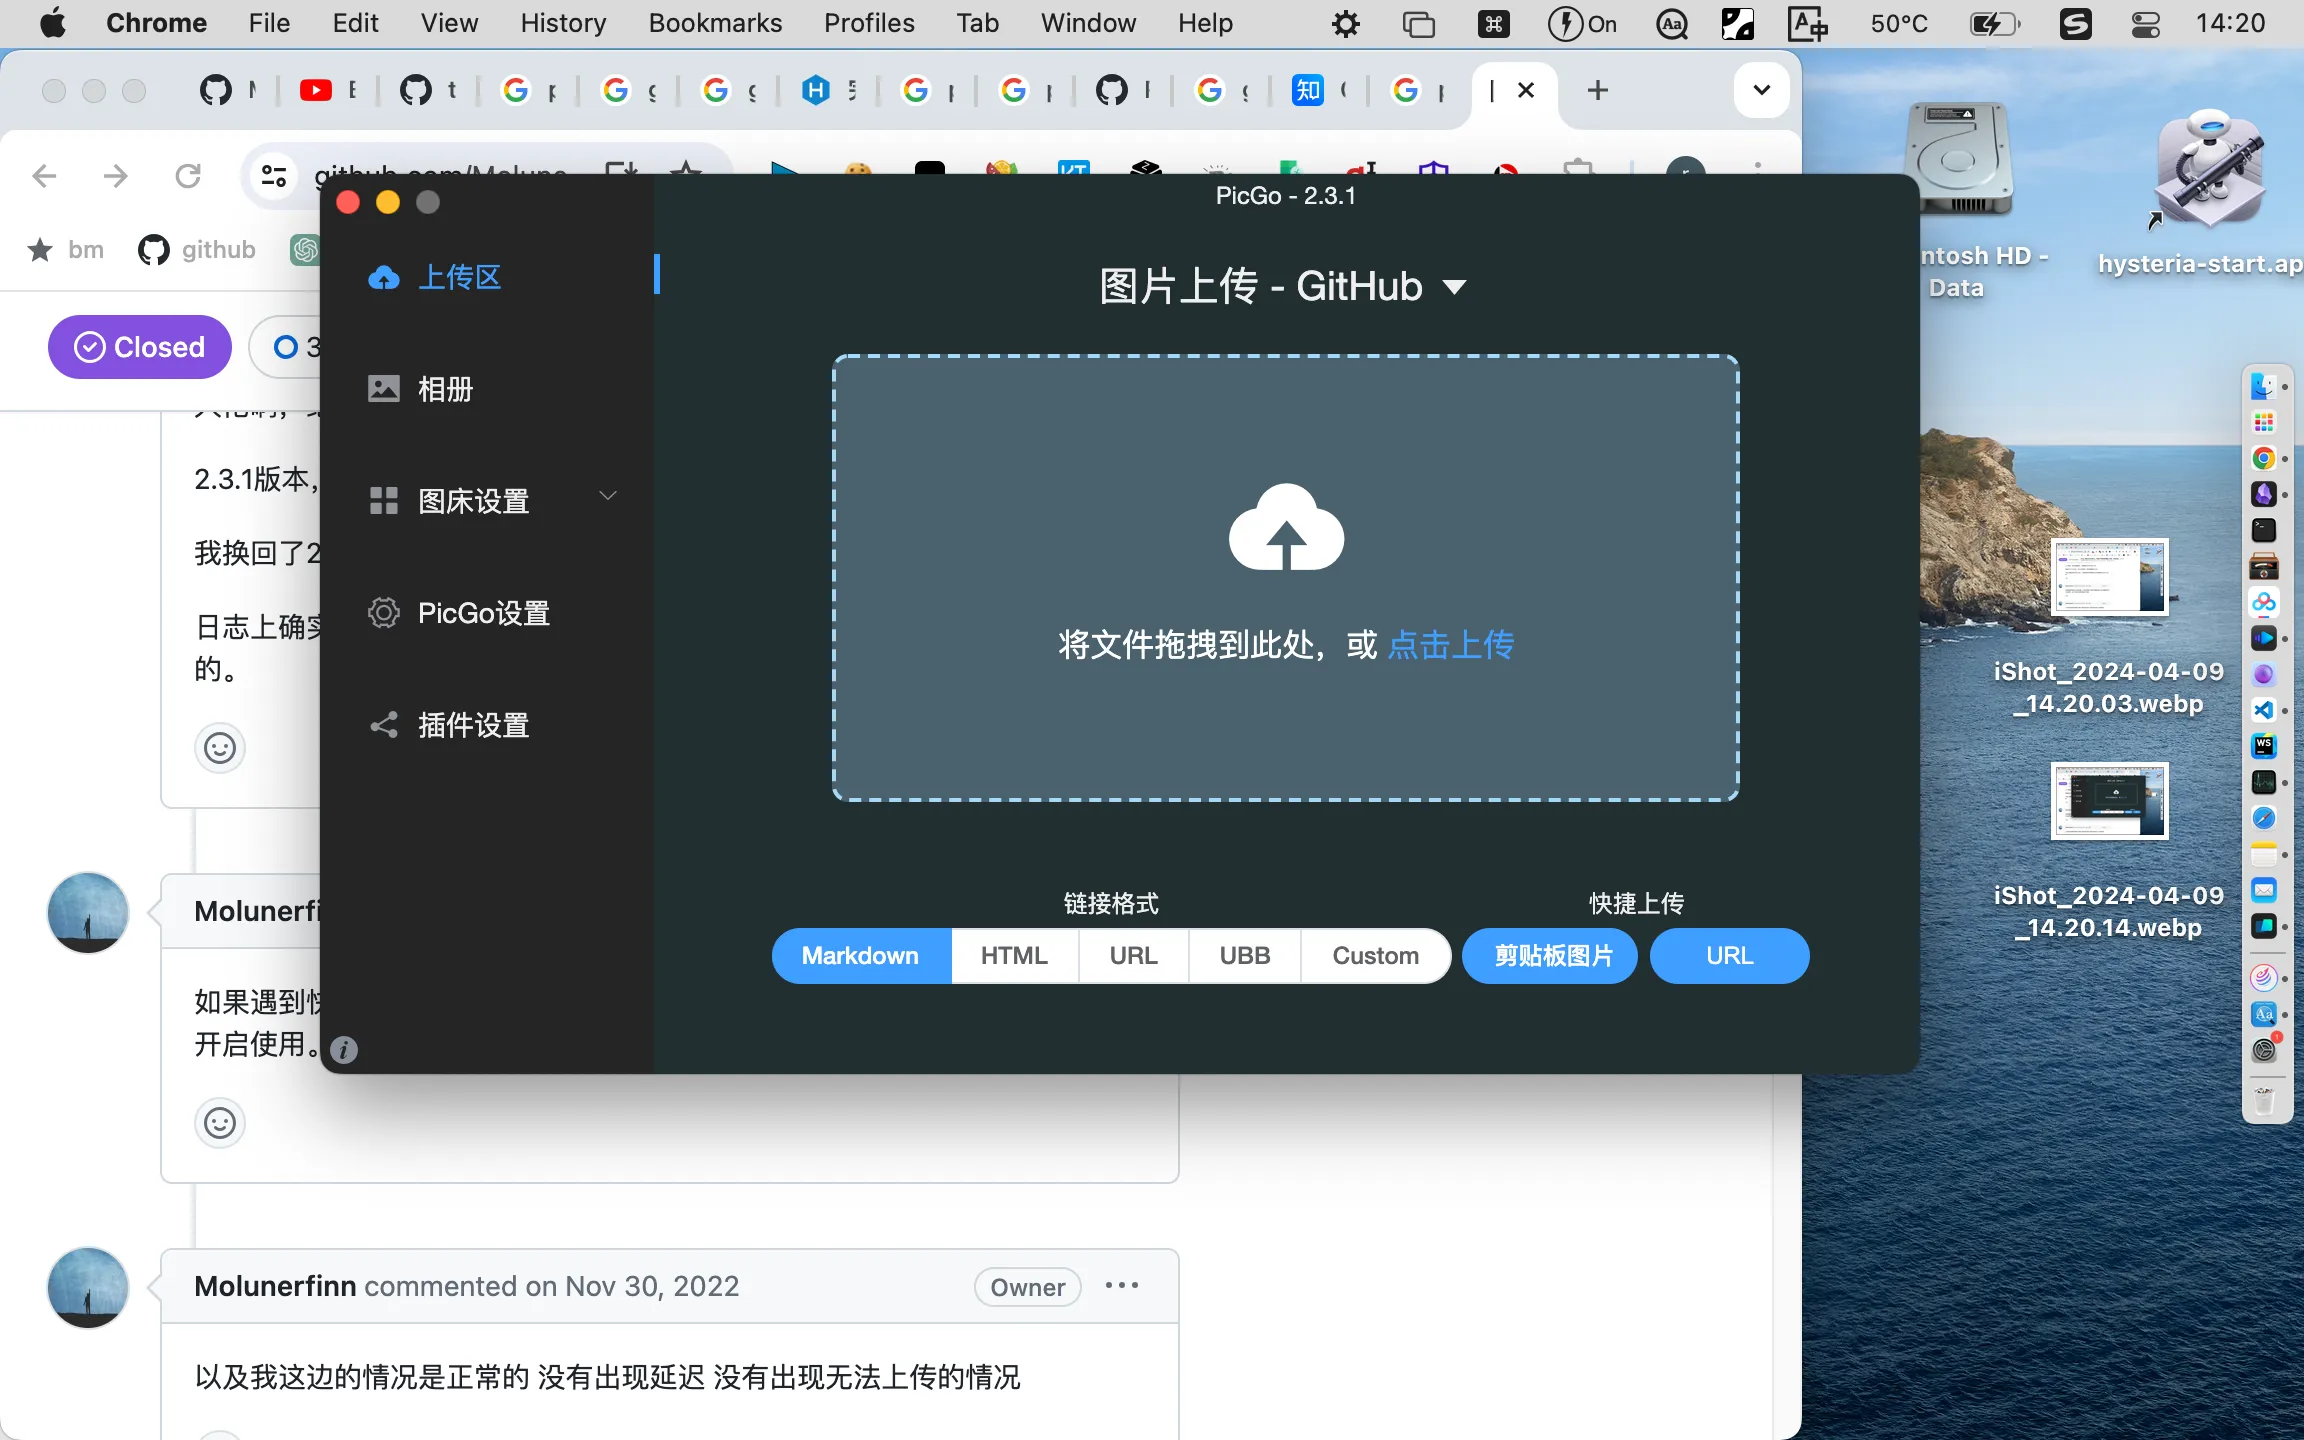 Chrome File Edit View History Bookmarks Profiles Tab Window Help On 50°C 14:20
bm github
PicGo - 2.3.1
上传区
相册
图床设置
PicGo设置
插件设置
图片上传 - GitHub
将文件拖拽到此处，或 点击上传
链接格式
快捷上传
Markdown HTML URL UBB Custom
剪贴板图片 URL
Closed
2.3.1版本，
我换回了2
日志上确实
的。
Molunerfi
如果遇到快
开启使用。
Molunerfinn commented on Nov 30, 2022
Owner
以及我这边的情况是正常的 没有出现延迟 没有出现无法上传的情况
ntosh HD -
Data
hysteria-start.ap
iShot_2024-04-09
_14.20.03.webp
iShot_2024-04-09
_14.20.14.webp